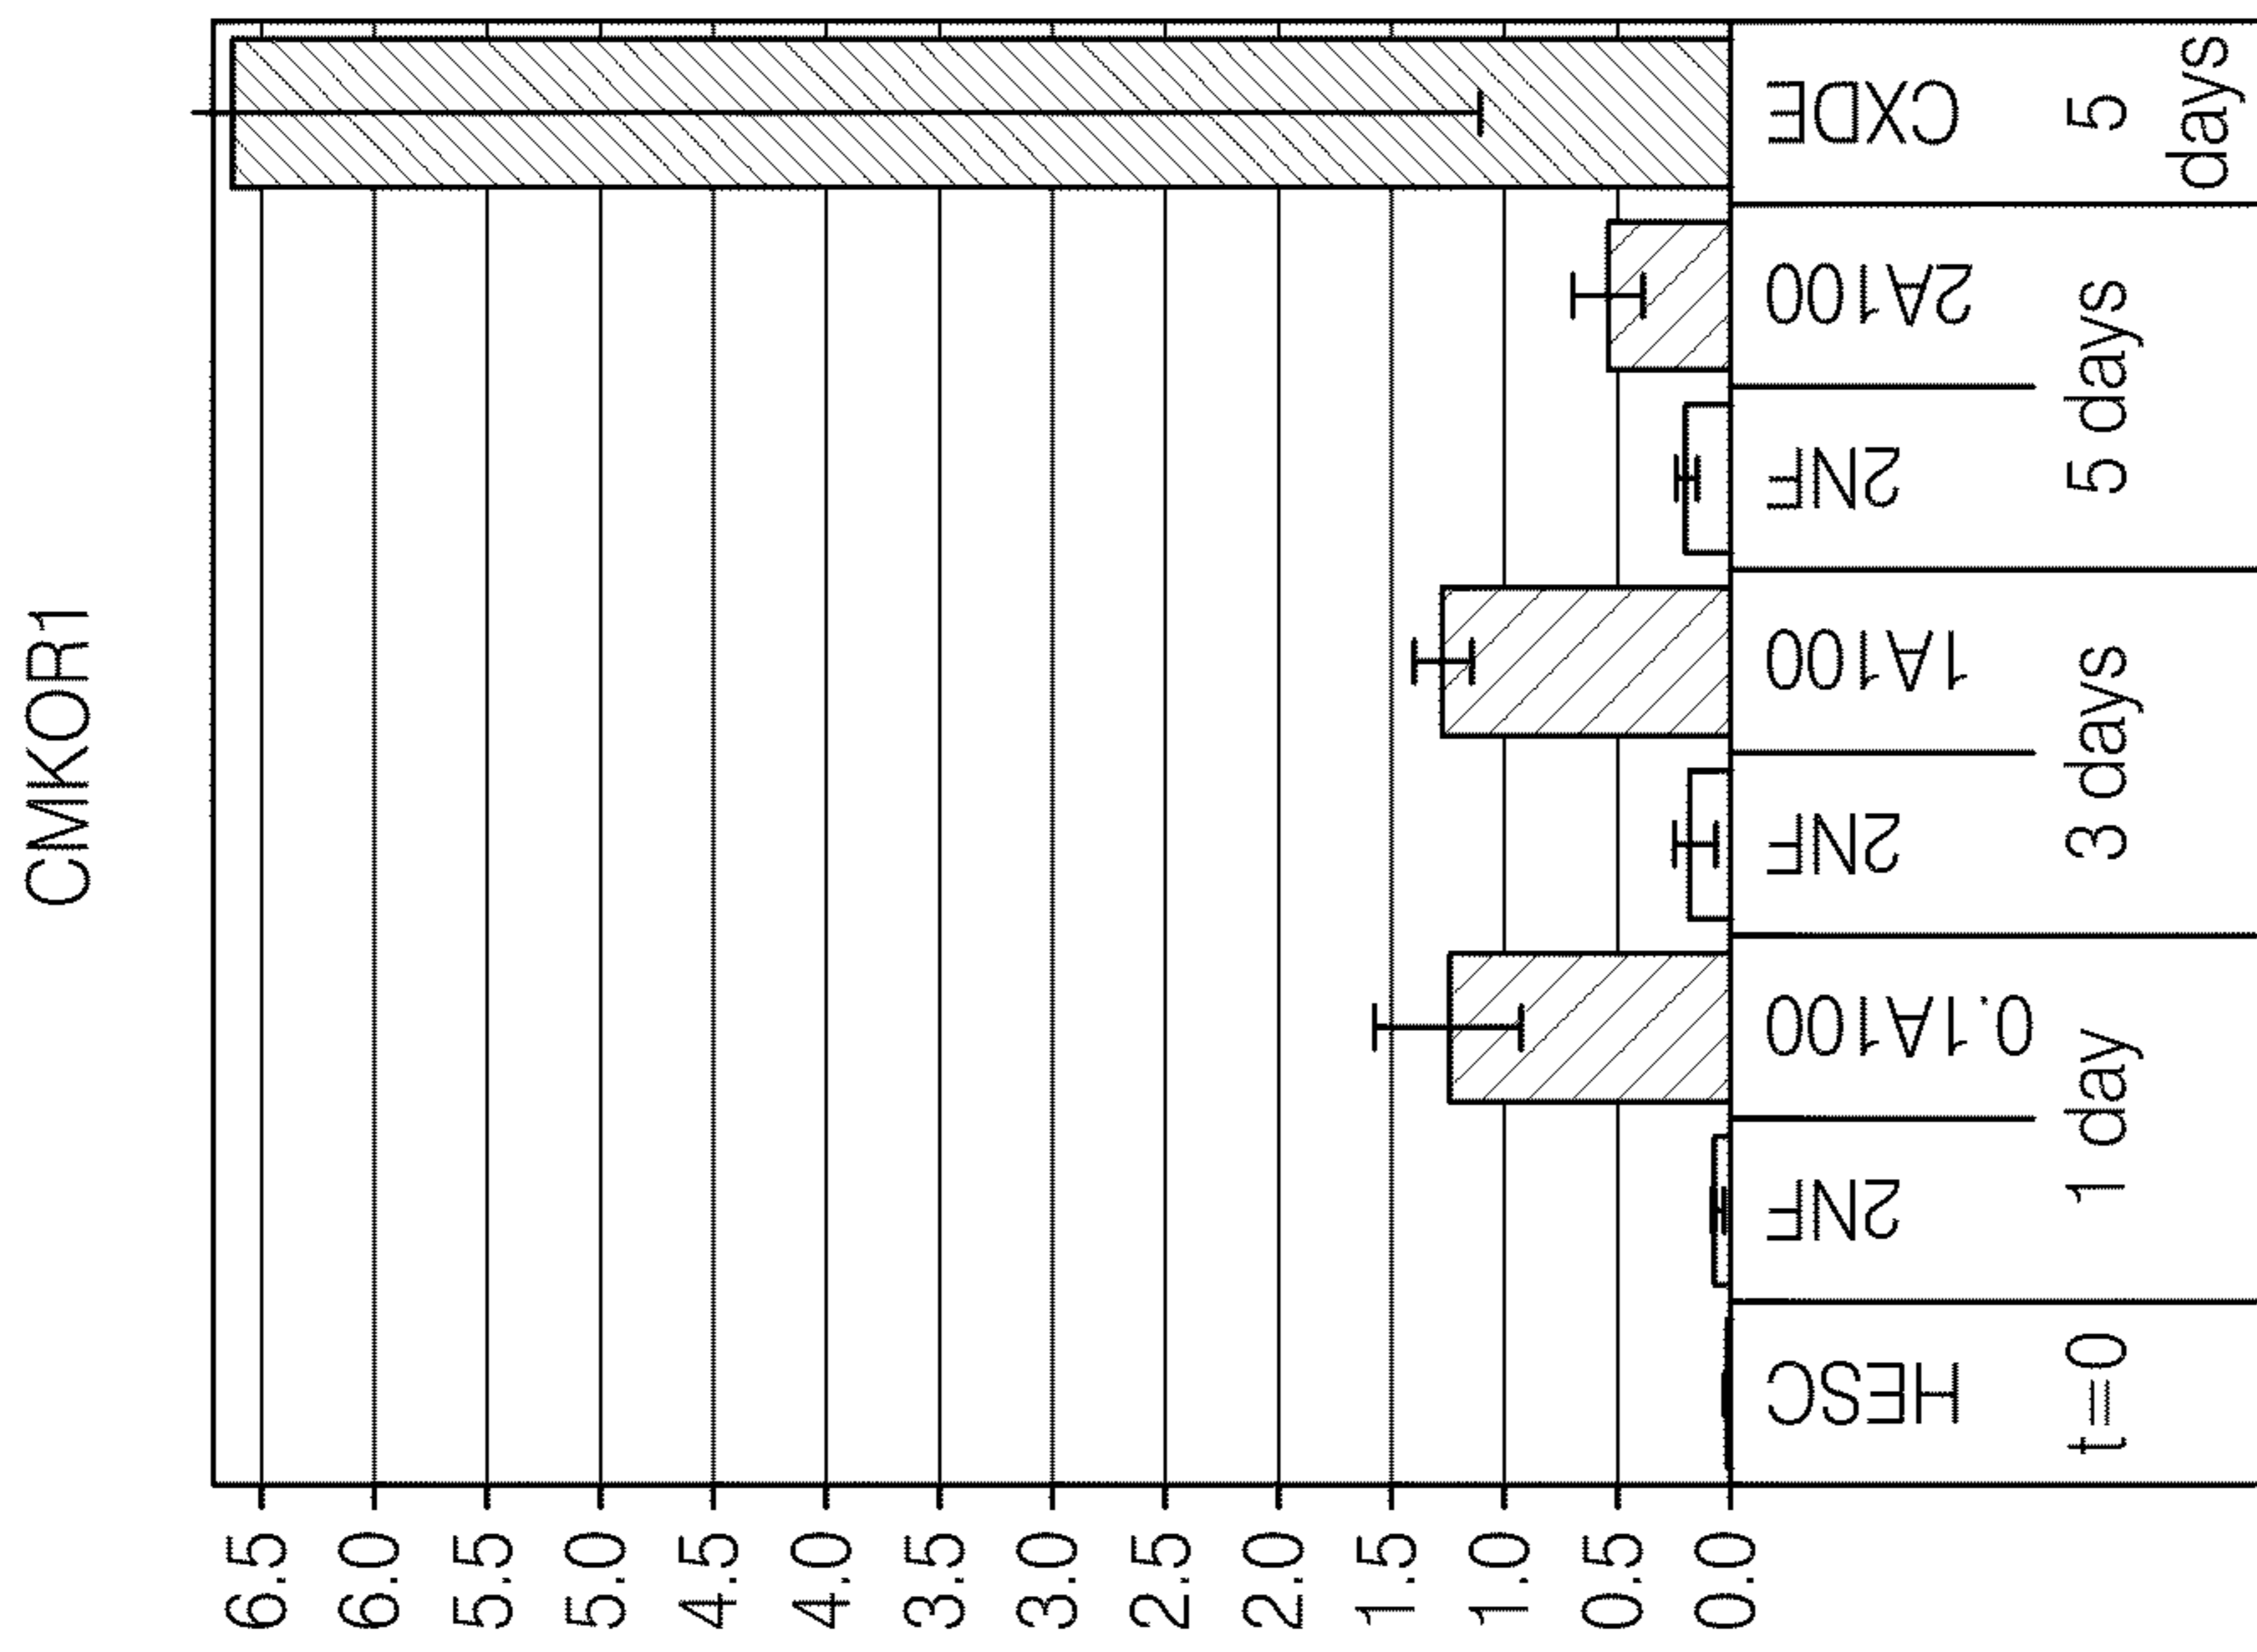 CMKOR1
6.5
6.0
5.5
5.0
4.5
4.0
3.5
3.0
2.5
2.0
1.5
1.0
0.5
0.0
HESC
2NF
0.1A100
2NF
1A100
2NF
2A100
CXDE
t=0
1 day
3 days
5 days
5
days